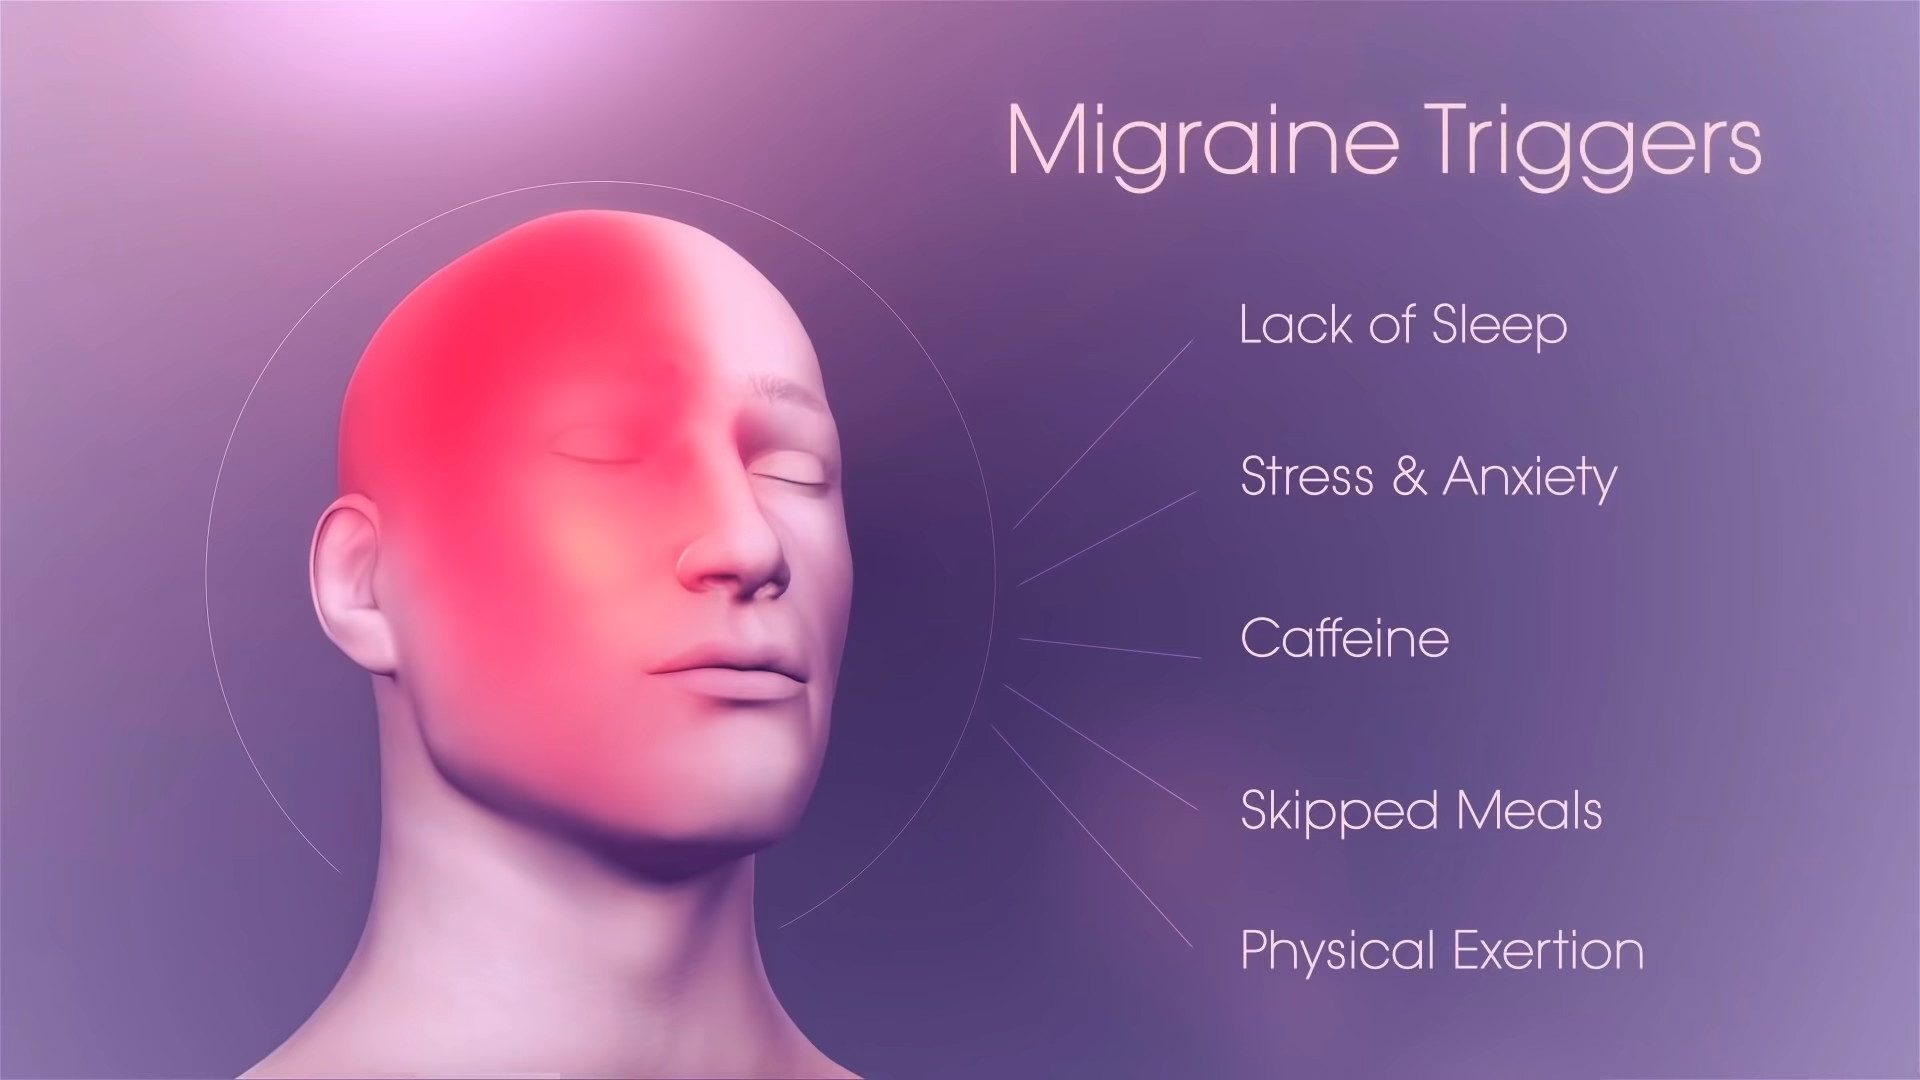 Migraine Triggers
Lack of Sleep
Stress & Anxiety
Caffeine
Skipped Meals
Physical Exertion